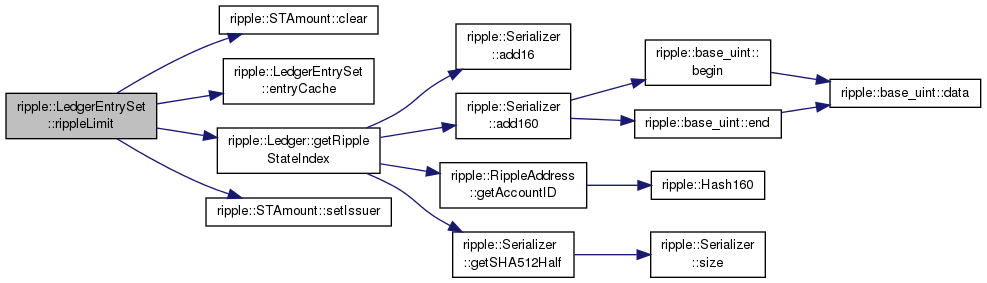 ripple::LedgerEntrySet
::rippleLimit
ripple::STAmount::clear
ripple::LedgerEntrySet
::entryCache
ripple::Ledger::getRipple
StateIndex
ripple::STAmount::setIssuer
ripple::Serializer
::add16
ripple::Serializer
::add160
ripple::RippleAddress
::getAccountID
ripple::Serializer
::getSHA512Half
ripple::base_uint::
begin
ripple::base_uint::end
ripple::Hash160
ripple::Serializer
::size
ripple::base_uint::data